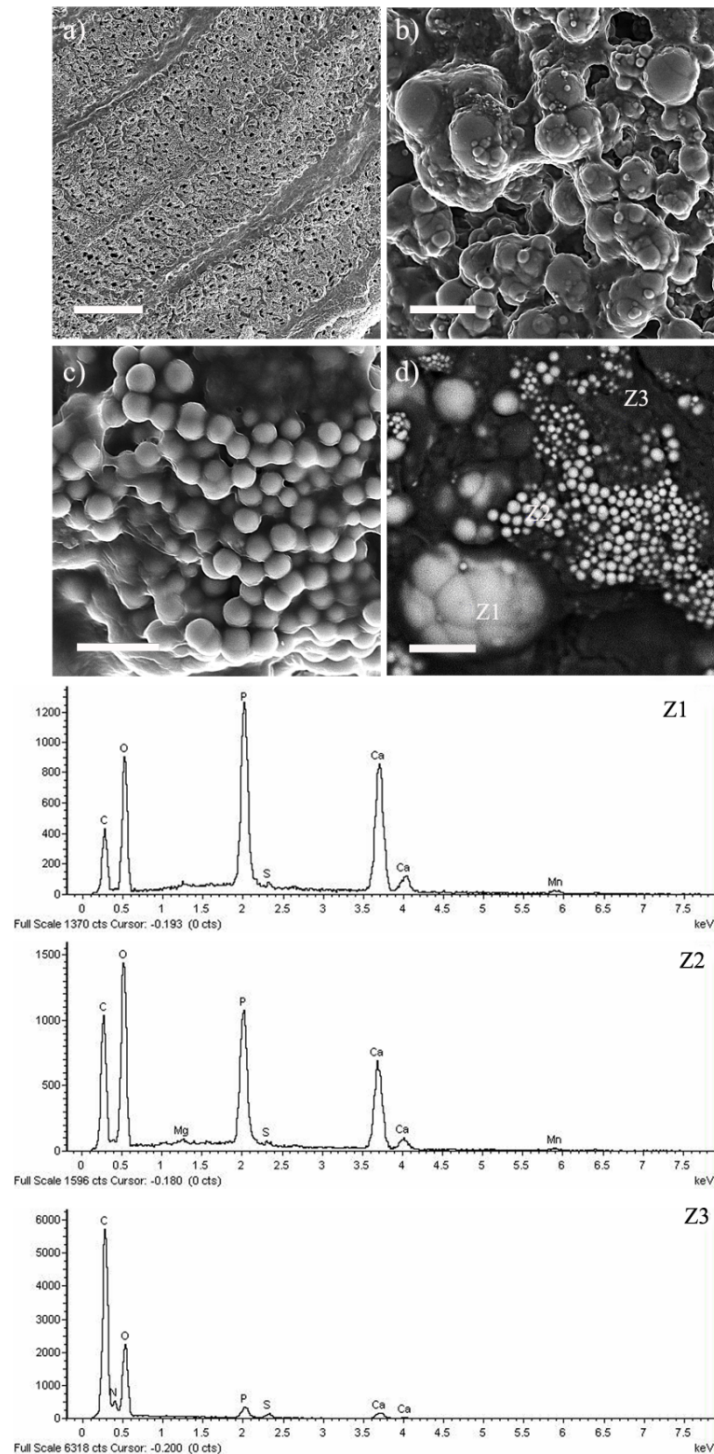 a)
b)
c)
d)
Z3
Z2
Z1
Z1
1200
1000
800
600
400
200
0
C
O
P
S
Ca
Ca
Mn
0 0.5 1 1.5 2 2.5 3 3.5 4 4.5 5 5.5 6 6.5 7 7.5
Full Scale 1370 cts Cursor: -0.193 (0 cts) keV
Z2
1500
1000
500
0
C
O
Mg
P
S
Ca
Ca
Mn
0 0.5 1 1.5 2 2.5 3 3.5 4 4.5 5 5.5 6 6.5 7 7.5
Full Scale 1596 cts Cursor: -0.180 (0 cts) keV
Z3
6000
5000
4000
3000
2000
1000
0
C
N
O
P
S
Ca
Ca
0 0.5 1 1.5 2 2.5 3 3.5 4 4.5 5 5.5 6 6.5 7 7.5
Full Scale 6318 cts Cursor: -0.200 (0 cts) keV